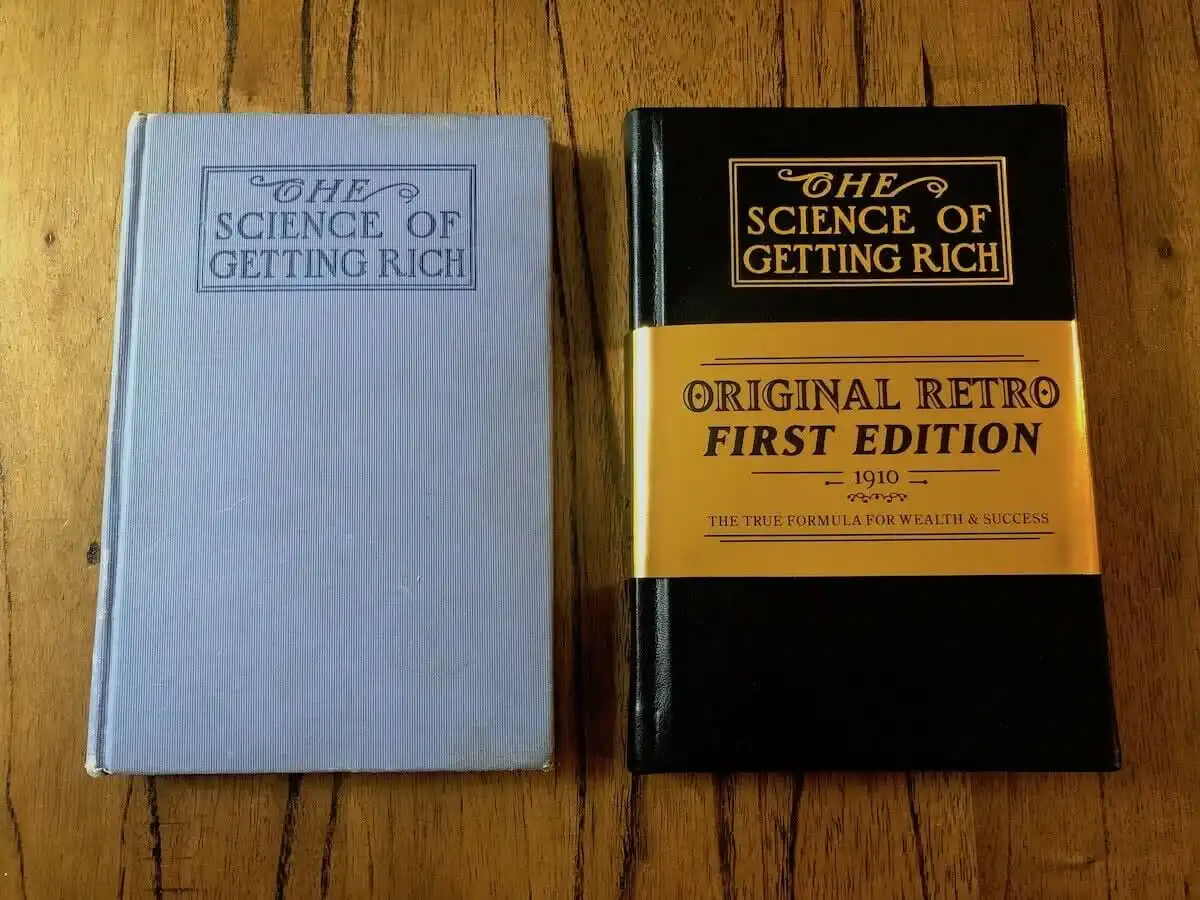 THE
SCIENCE OF
GETTING RICH
THE
SCIENCE OF
GETTING RICH
ORIGINAL RETRO
FIRST EDITION
1910
THE TRUE FORMULA FOR WEALTH & SUCCESS